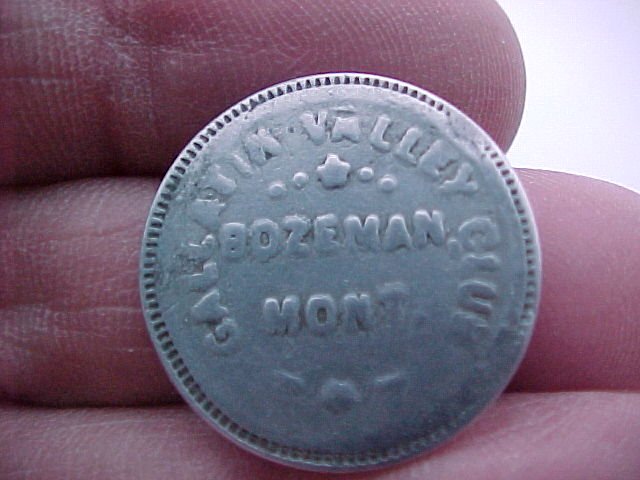 GALLATIN VALLEY CLUB
BOZEMAN,
MONT.